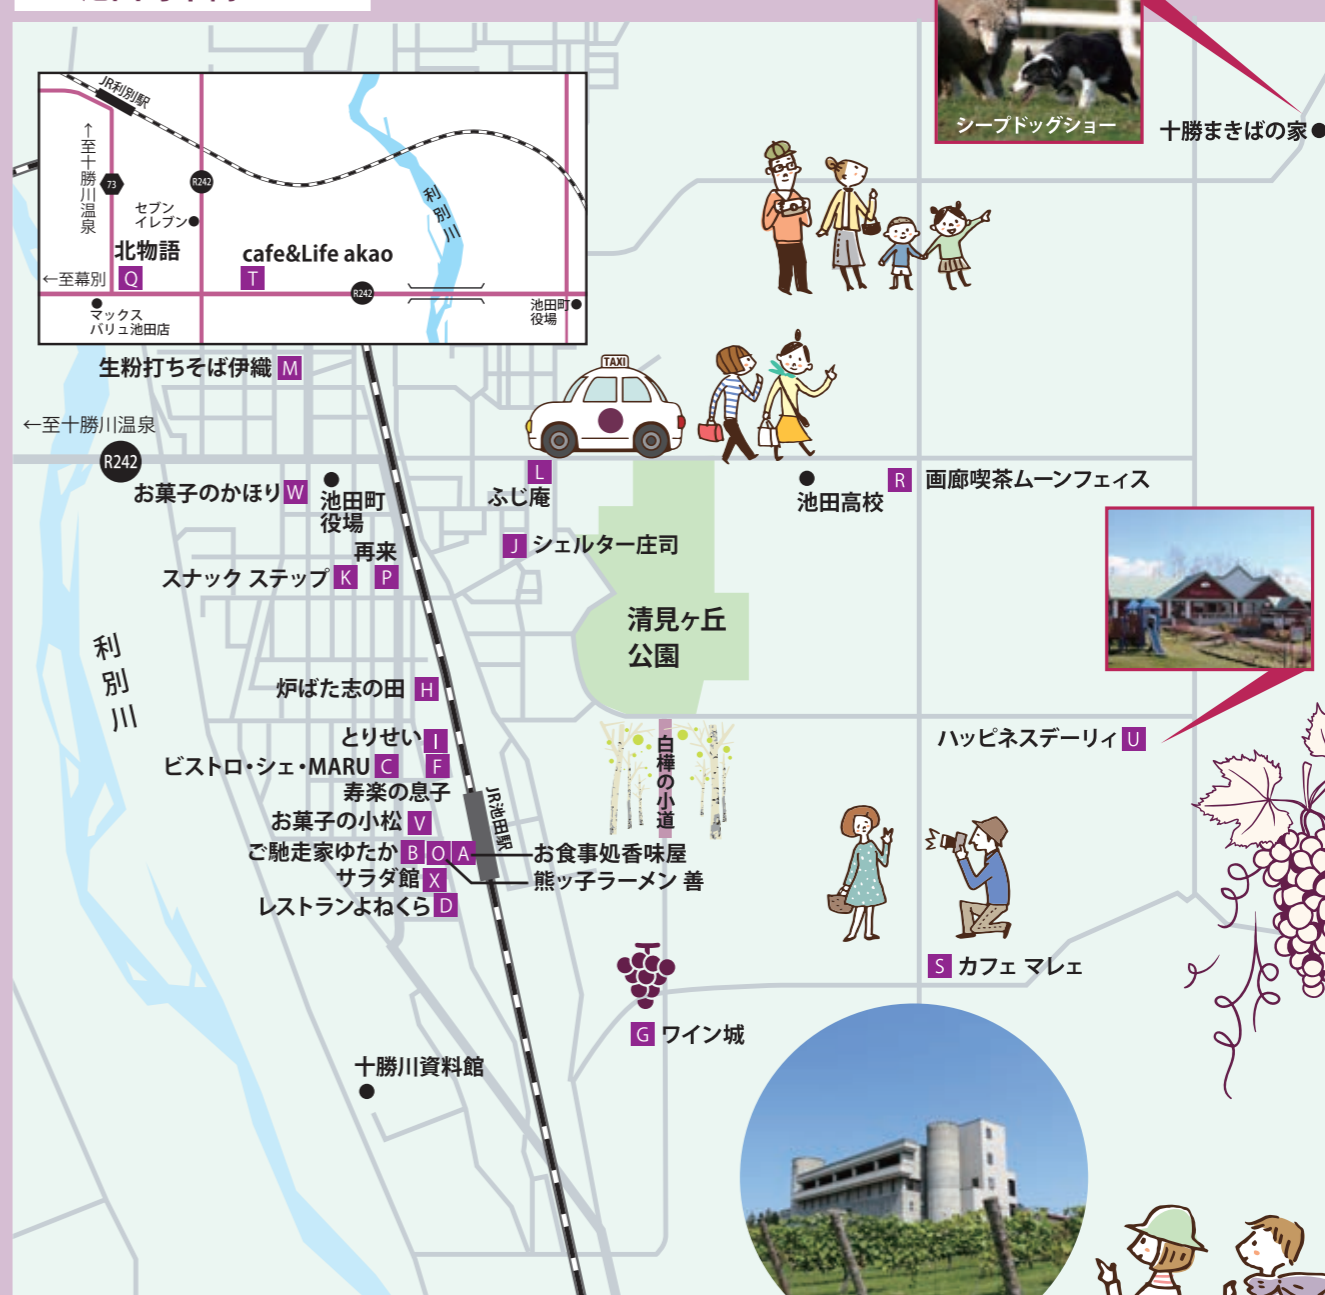 シープドッグショー
十勝まきばの家
JR利別駅
←至十勝川温泉
73
R242
セブン
イレブン
利別川
北物語
Q
cafe&Life akao
T
←至幕別
R242
マックス
バリュ池田店
池田町
役場
生粉打ちそば伊織 M
←至十勝川温泉
R242
TAXI
お菓子のかほり W
池田町
役場
L
ふじ庵
池田高校
R 画廊喫茶ムーンフェィス
J シェルター庄司
再来
スナック ステップ K P
清見ヶ丘
公園
利別川
炉ばた志の田 H
とりせい I
ビストロ・シェ・MARU C F
寿楽の息子
白樺の小道
ハッピネスデーリィ U
JR池田駅
お菓子の小松 V
ご馳走家ゆたか B O A お食事処香味屋
サラダ館 X 熊ッ子ラーメン 善
レストランよねくら D
S カフェ マレェ
G ワイン城
十勝川資料館